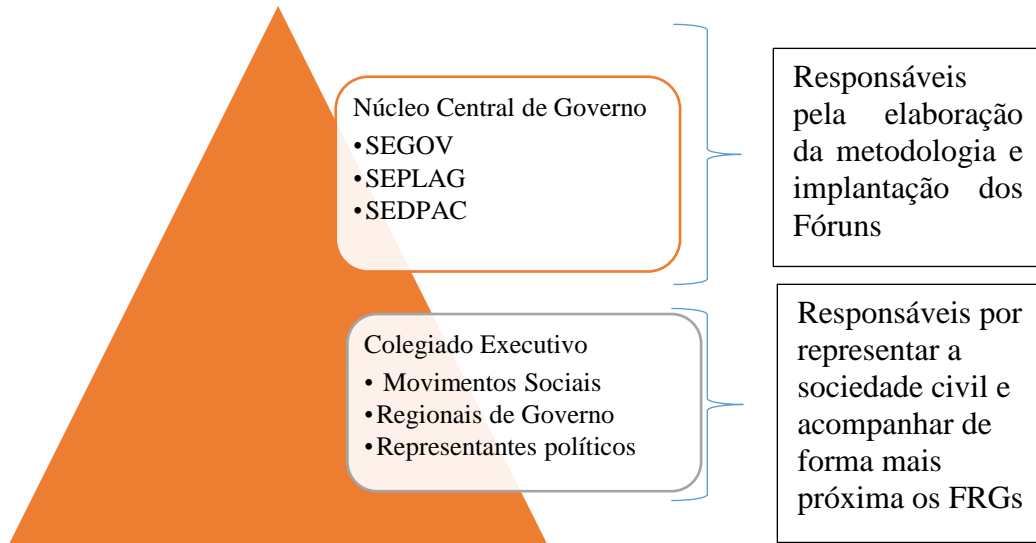 Núcleo Central de Governo
•SEGOV
•SEPLAG
•SEDPAC
Responsáveis
pela elaboração
da metodologia e
implantação dos
Fóruns
Colegiado Executivo
• Movimentos Sociais
•Regionais de Governo
•Representantes políticos
Responsáveis por
representar a
sociedade civil e
acompanhar de
forma mais
próxima os FRGs